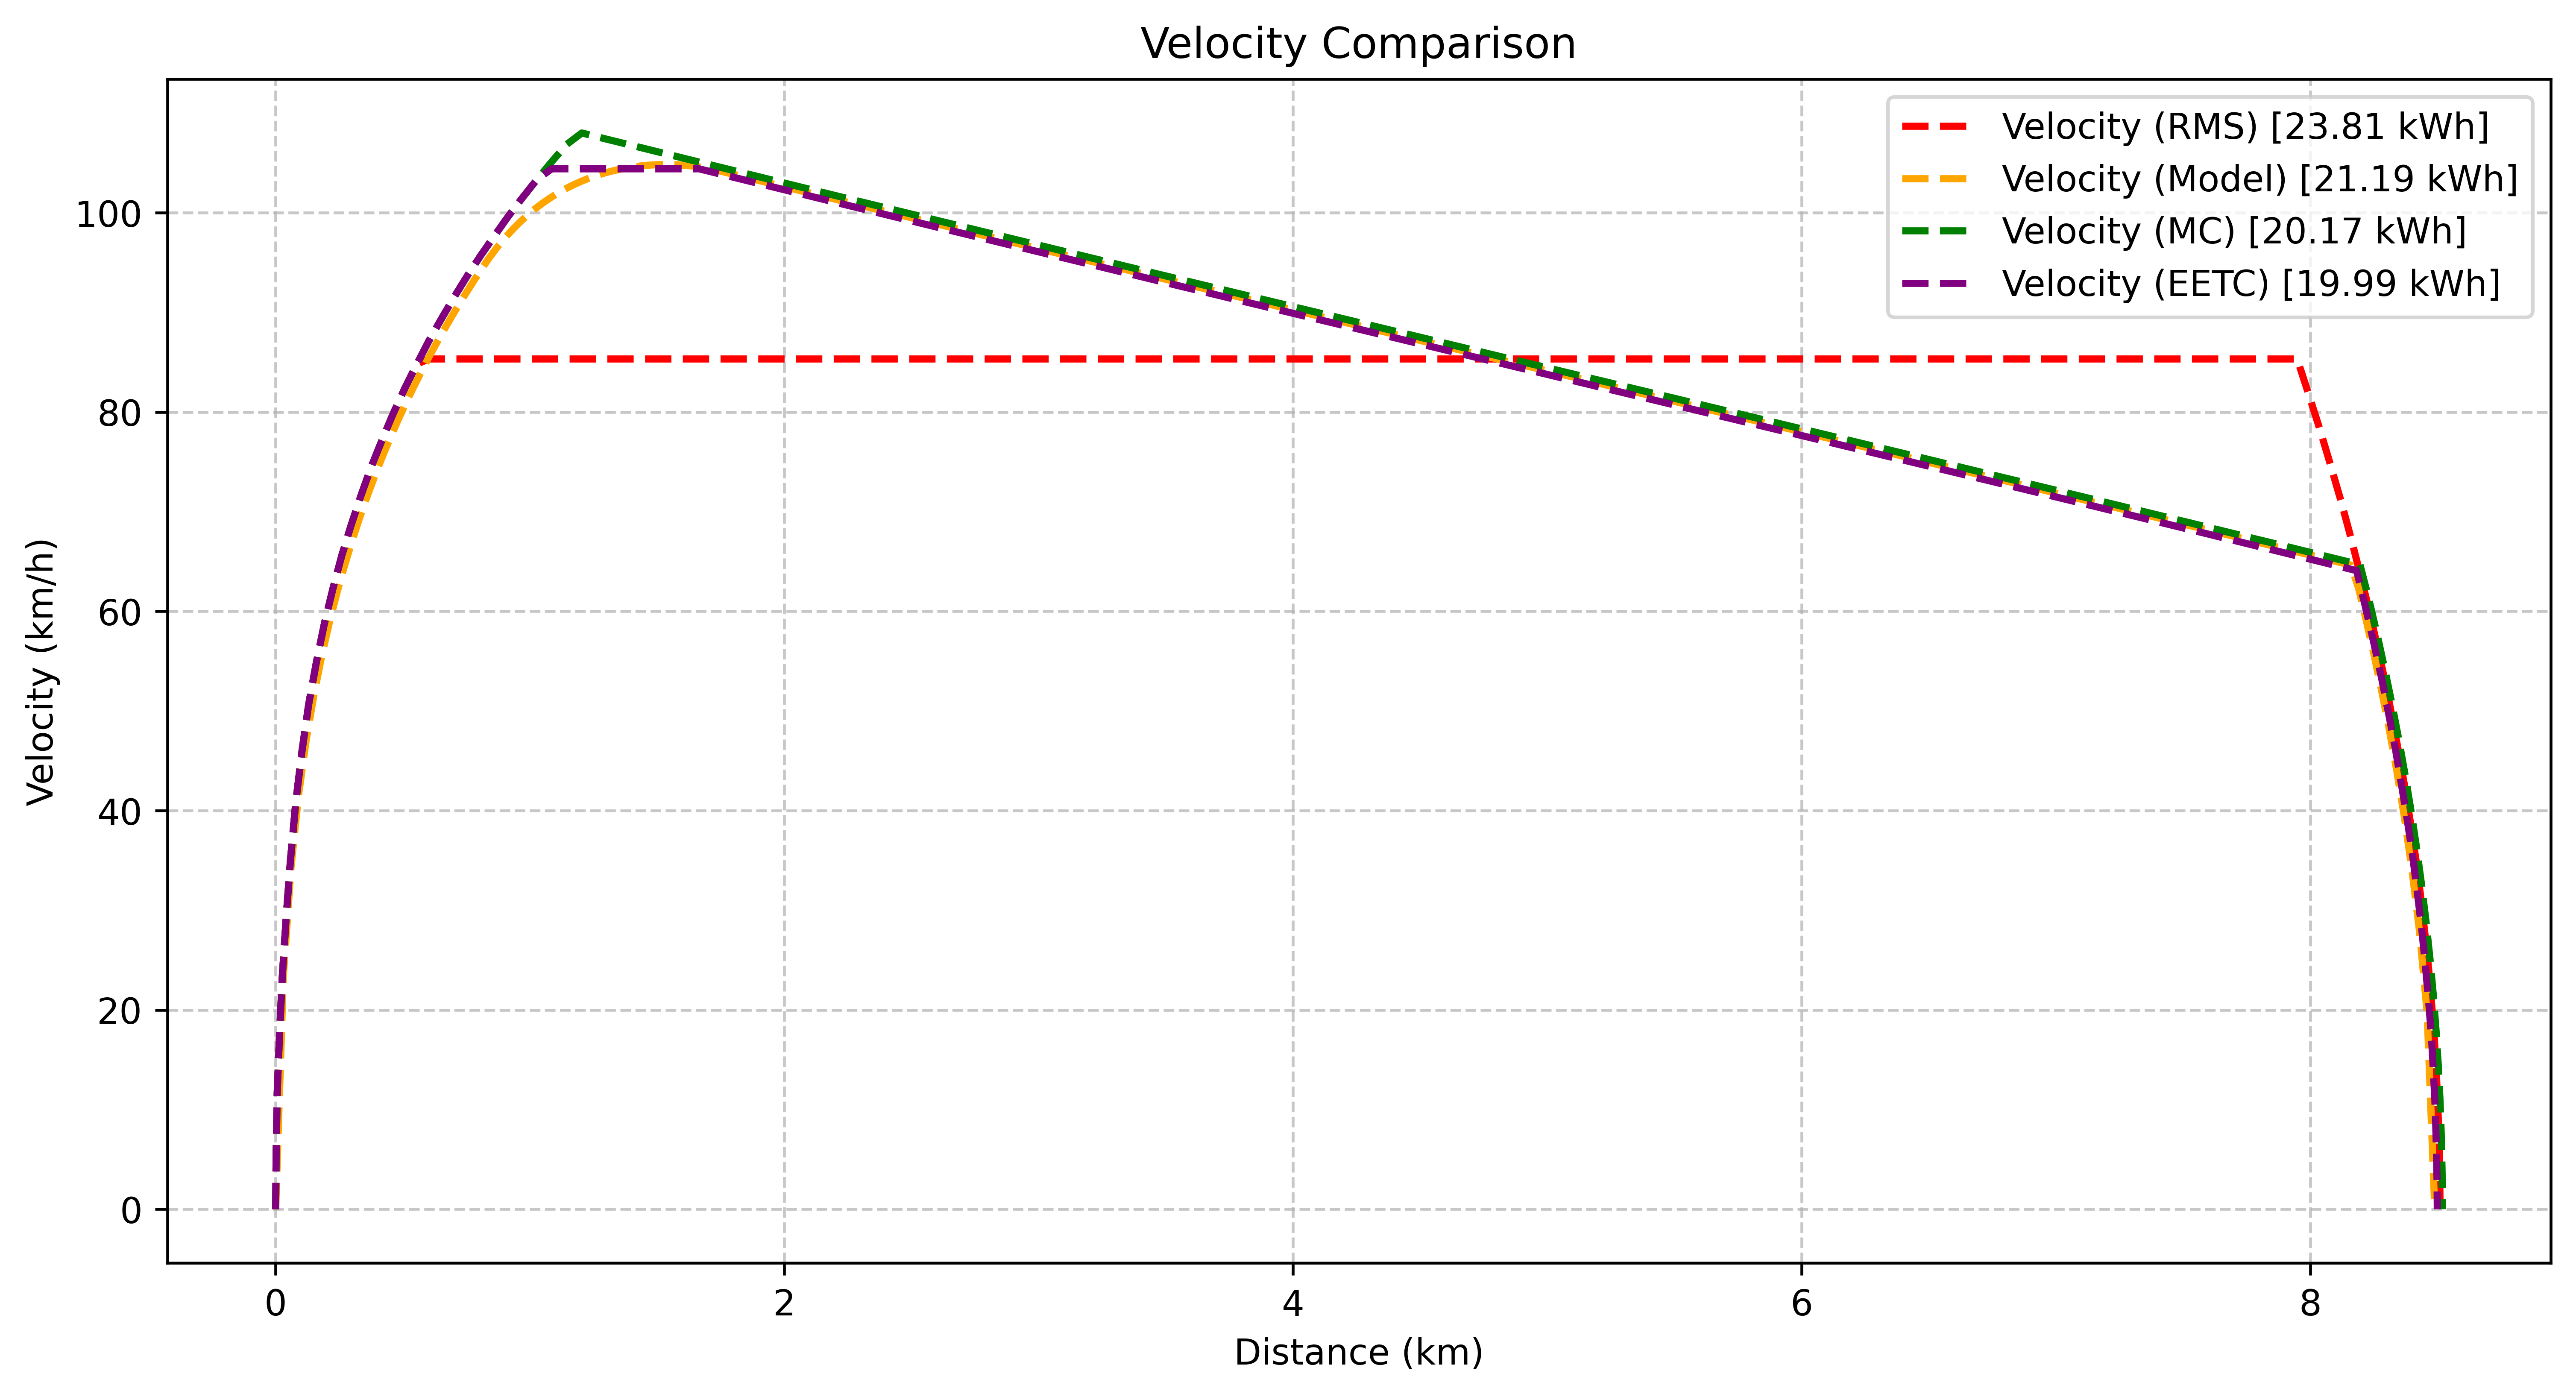 Velocity Comparison
Velocity (RMS) [23.81 kWh]
Velocity (Model) [21.19 kWh]
Velocity (MC) [20.17 kWh]
Velocity (EETC) [19.99 kWh]
Velocity (km/h)
100
80
60
40
20
0
0 2 4 6 8
Distance (km)